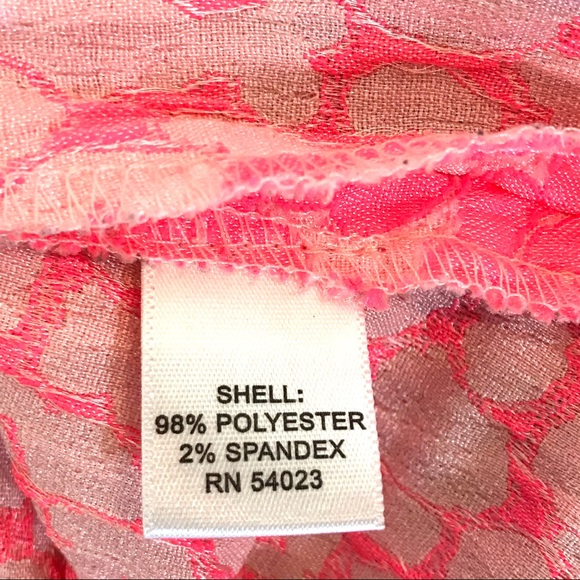 SHELL:
98% POLYESTER
2% SPANDEX
RN 54023